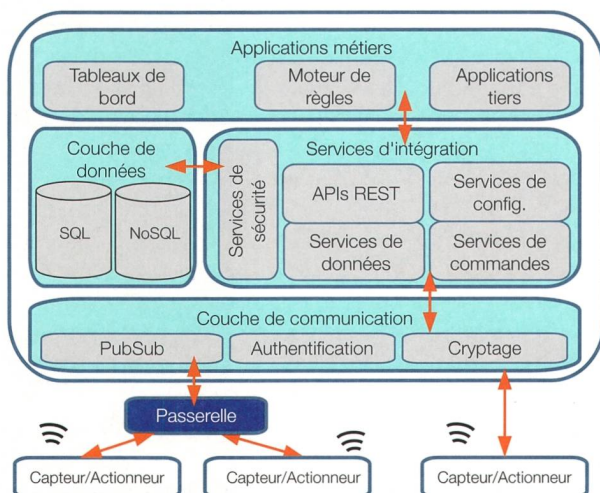 Applications métiers
Tableaux de
bord
Moteur de
règles
Applications
tiers
Couche de
données
SQL
NoSQL
Services d'intégration
Services de
sécurité
APIs REST
Services de
config.
Services de
données
Services de
commandes
Couche de communication
PubSub
Authentification
Cryptage
Passerelle
Capteur/Actionneur
Capteur/Actionneur
Capteur/Actionneur